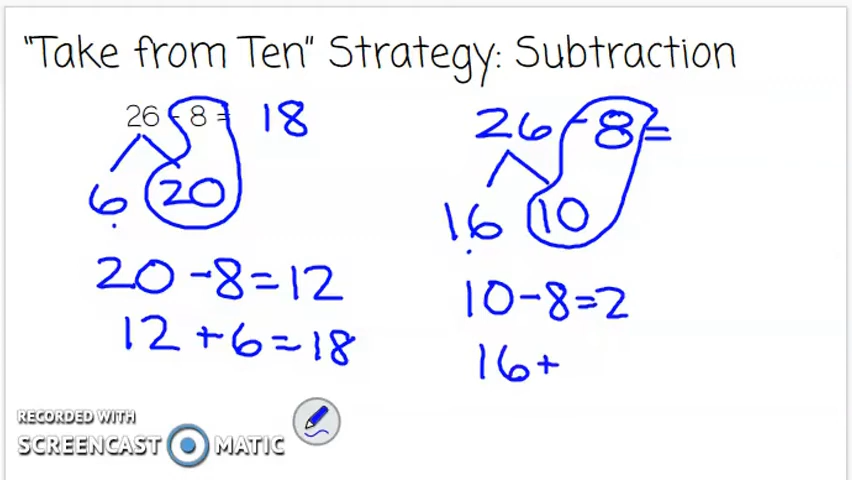 "Take from Ten" Strategy: Subtraction
26 - 8 = 18
6 20
20 - 8 = 12
12 + 6 = 18
26 - 8 =
16 10
10 - 8 = 2
16 +
RECORDED WITH
SCREENCAST MATIC